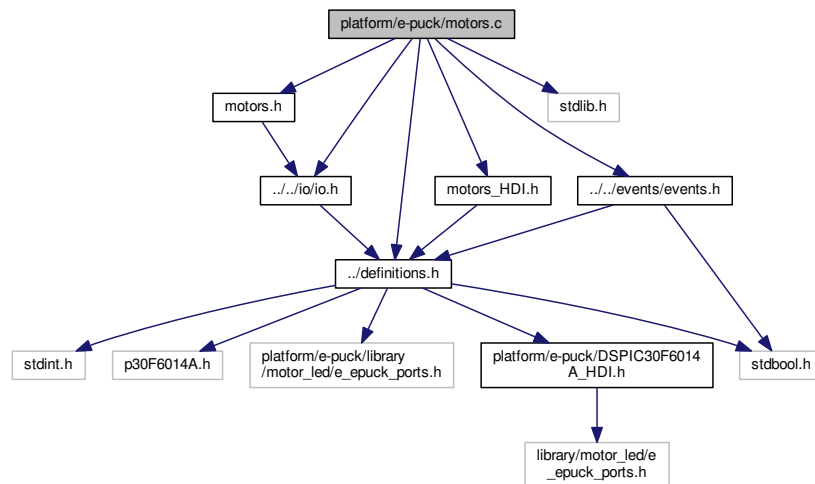 platform/e-puck/motors.c
motors.h
stdlib.h
../../io/io.h
motors_HDI.h
../../events/events.h
../definitions.h
stdint.h
p30F6014A.h
platform/e-puck/library
/motor_led/e_epuck_ports.h
platform/e-puck/DSPIC30F6014
A_HDI.h
stdbool.h
library/motor_led/e
_epuck_ports.h